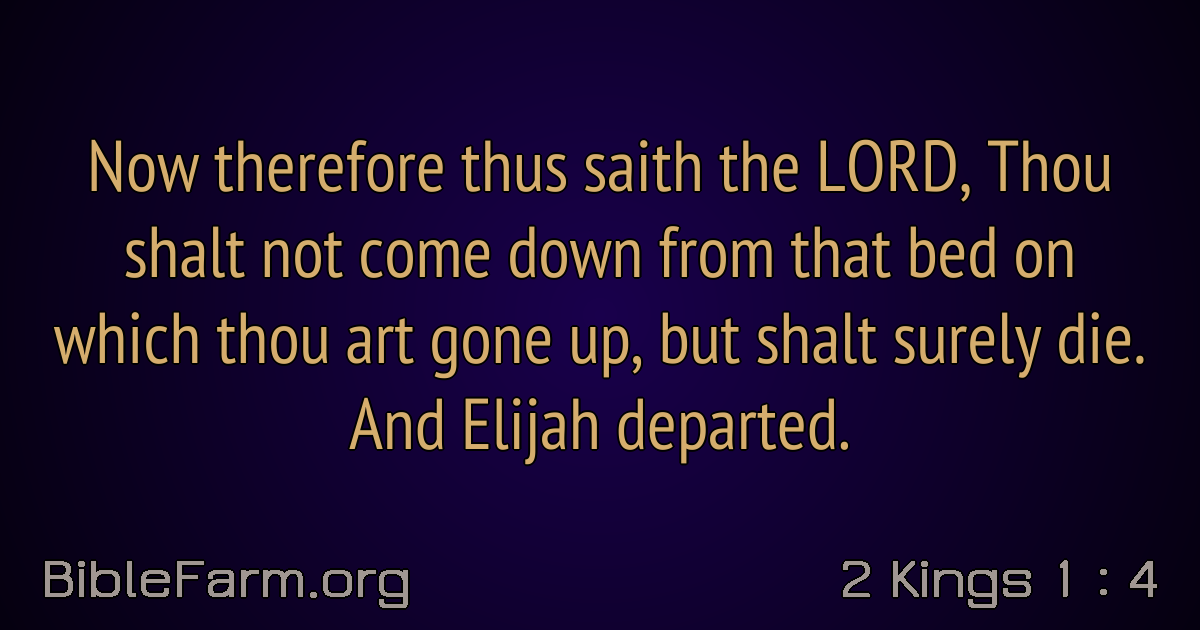 Now therefore thus saith the LORD, Thou
shalt not come down from that bed on
which thou art gone up, but shalt surely die.
And Elijah departed.
BibleFarm.org
2 Kings 1 : 4